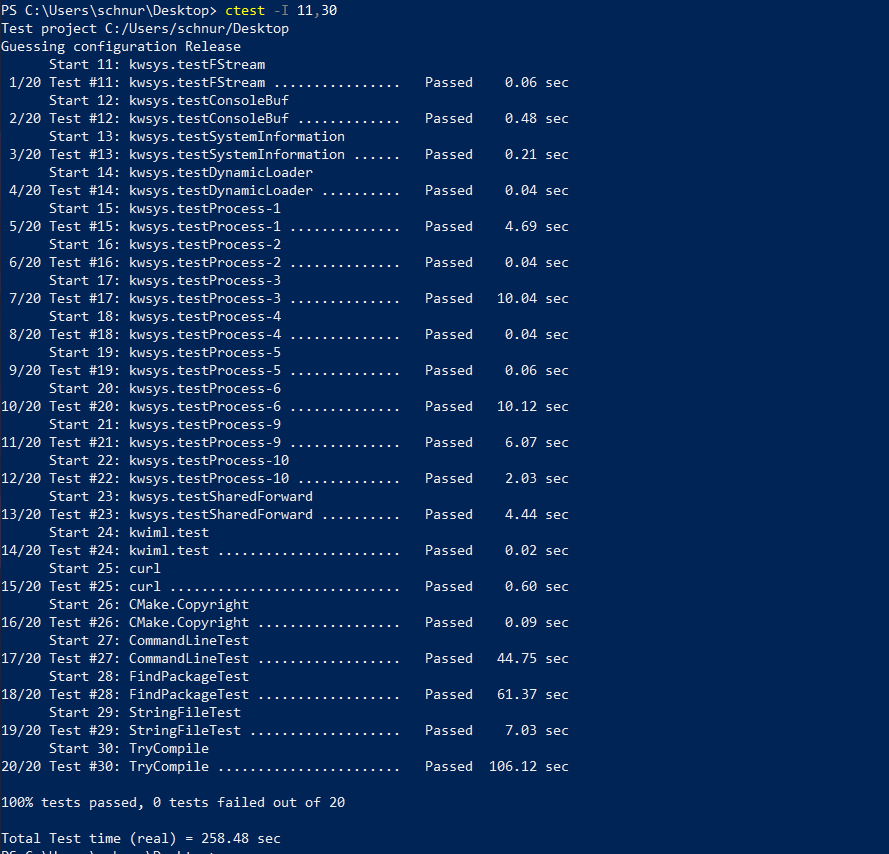 PS C:\Users\schnur\Desktop> ctest -I 11,30
Test project C:/Users/schnur/Desktop
Guessing configuration Release
      Start 11: kwsys.testFStream
 1/20 Test #11: kwsys.testFStream ................   Passed    0.06 sec
      Start 12: kwsys.testConsoleBuf
 2/20 Test #12: kwsys.testConsoleBuf .............   Passed    0.48 sec
      Start 13: kwsys.testSystemInformation
 3/20 Test #13: kwsys.testSystemInformation ......   Passed    0.21 sec
      Start 14: kwsys.testDynamicLoader
 4/20 Test #14: kwsys.testDynamicLoader ..........   Passed    0.04 sec
      Start 15: kwsys.testProcess-1
 5/20 Test #15: kwsys.testProcess-1 ..............   Passed    4.69 sec
      Start 16: kwsys.testProcess-2
 6/20 Test #16: kwsys.testProcess-2 ..............   Passed    0.04 sec
      Start 17: kwsys.testProcess-3
 7/20 Test #17: kwsys.testProcess-3 ..............   Passed   10.04 sec
      Start 18: kwsys.testProcess-4
 8/20 Test #18: kwsys.testProcess-4 ..............   Passed    0.04 sec
      Start 19: kwsys.testProcess-5
 9/20 Test #19: kwsys.testProcess-5 ..............   Passed    0.06 sec
      Start 20: kwsys.testProcess-6
10/20 Test #20: kwsys.testProcess-6 ..............   Passed   10.12 sec
      Start 21: kwsys.testProcess-9
11/20 Test #21: kwsys.testProcess-9 ..............   Passed    6.07 sec
      Start 22: kwsys.testProcess-10
12/20 Test #22: kwsys.testProcess-10 .............   Passed    2.03 sec
      Start 23: kwsys.testSharedForward
13/20 Test #23: kwsys.testSharedForward ..........   Passed    4.44 sec
      Start 24: kwiml.test
14/20 Test #24: kwiml.test .......................   Passed    0.02 sec
      Start 25: curl
15/20 Test #25: curl .............................   Passed    0.60 sec
      Start 26: CMake.Copyright
16/20 Test #26: CMake.Copyright ..................   Passed    0.09 sec
      Start 27: CommandLineTest
17/20 Test #27: CommandLineTest ..................   Passed   44.75 sec
      Start 28: FindPackageTest
18/20 Test #28: FindPackageTest ..................   Passed   61.37 sec
      Start 29: StringFileTest
19/20 Test #29: StringFileTest ...................   Passed    7.03 sec
      Start 30: TryCompile
20/20 Test #30: TryCompile .......................   Passed  106.12 sec

100% tests passed, 0 tests failed out of 20

Total Test time (real) = 258.48 sec
PS C:\Users\schnur\Desktop>